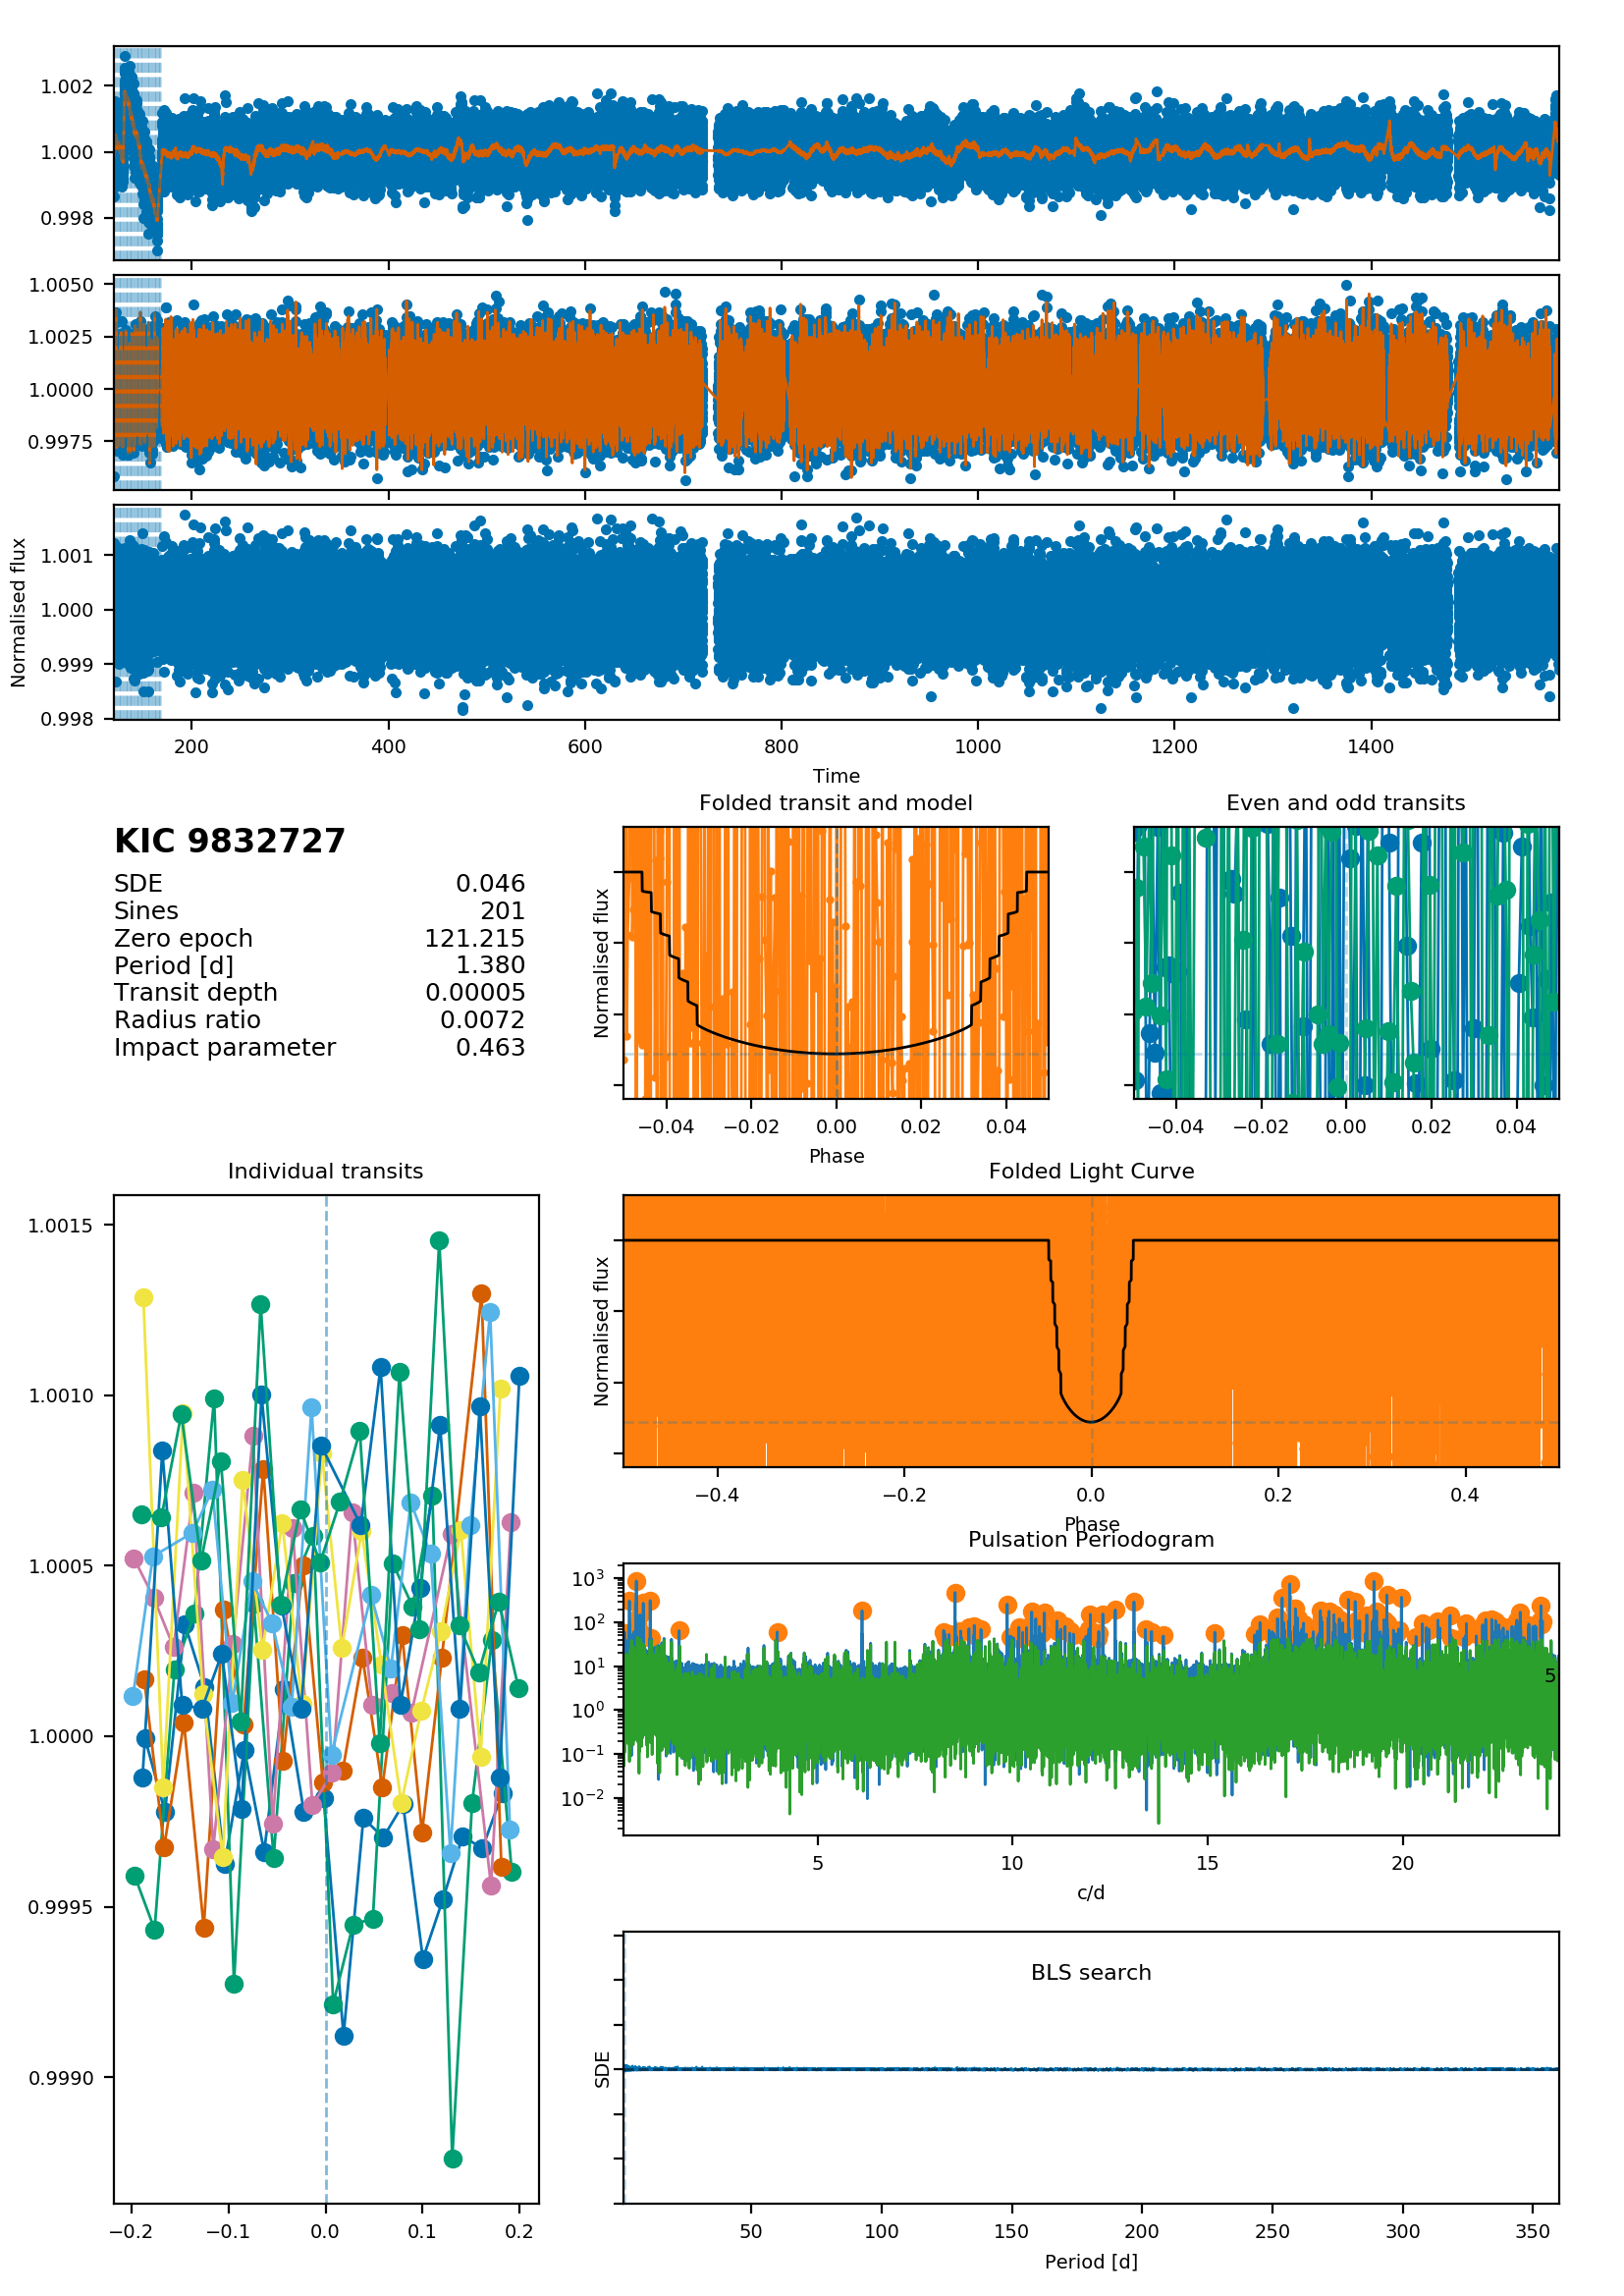 1.002
1.000
0.998
1.0050
1.0025
1.0000
0.9975
Normalised flux
1.001
1.000
0.999
0.998
200 400 600 800 1000 1200 1400
Time
KIC 9832727
SDE 0.046
Sines 201
Zero epoch 121.215
Period [d] 1.380
Transit depth 0.00005
Radius ratio 0.0072
Impact parameter 0.463
Folded transit and model
Normalised flux
−0.04 −0.02 0.00 0.02 0.04
Phase
Even and odd transits
−0.04 −0.02 0.00 0.02 0.04
Individual transits
1.0015
1.0010
1.0005
1.0000
0.9995
0.9990
−0.2 −0.1 0.0 0.1 0.2
Folded Light Curve
Normalised flux
−0.4 −0.2 0.0 0.2 0.4
Phase
Pulsation Periodogram
10³
10²
10¹
10⁰
10⁻¹
10⁻²
5
5 10 15 20
c/d
BLS search
SDE
50 100 150 200 250 300 350
Period [d]